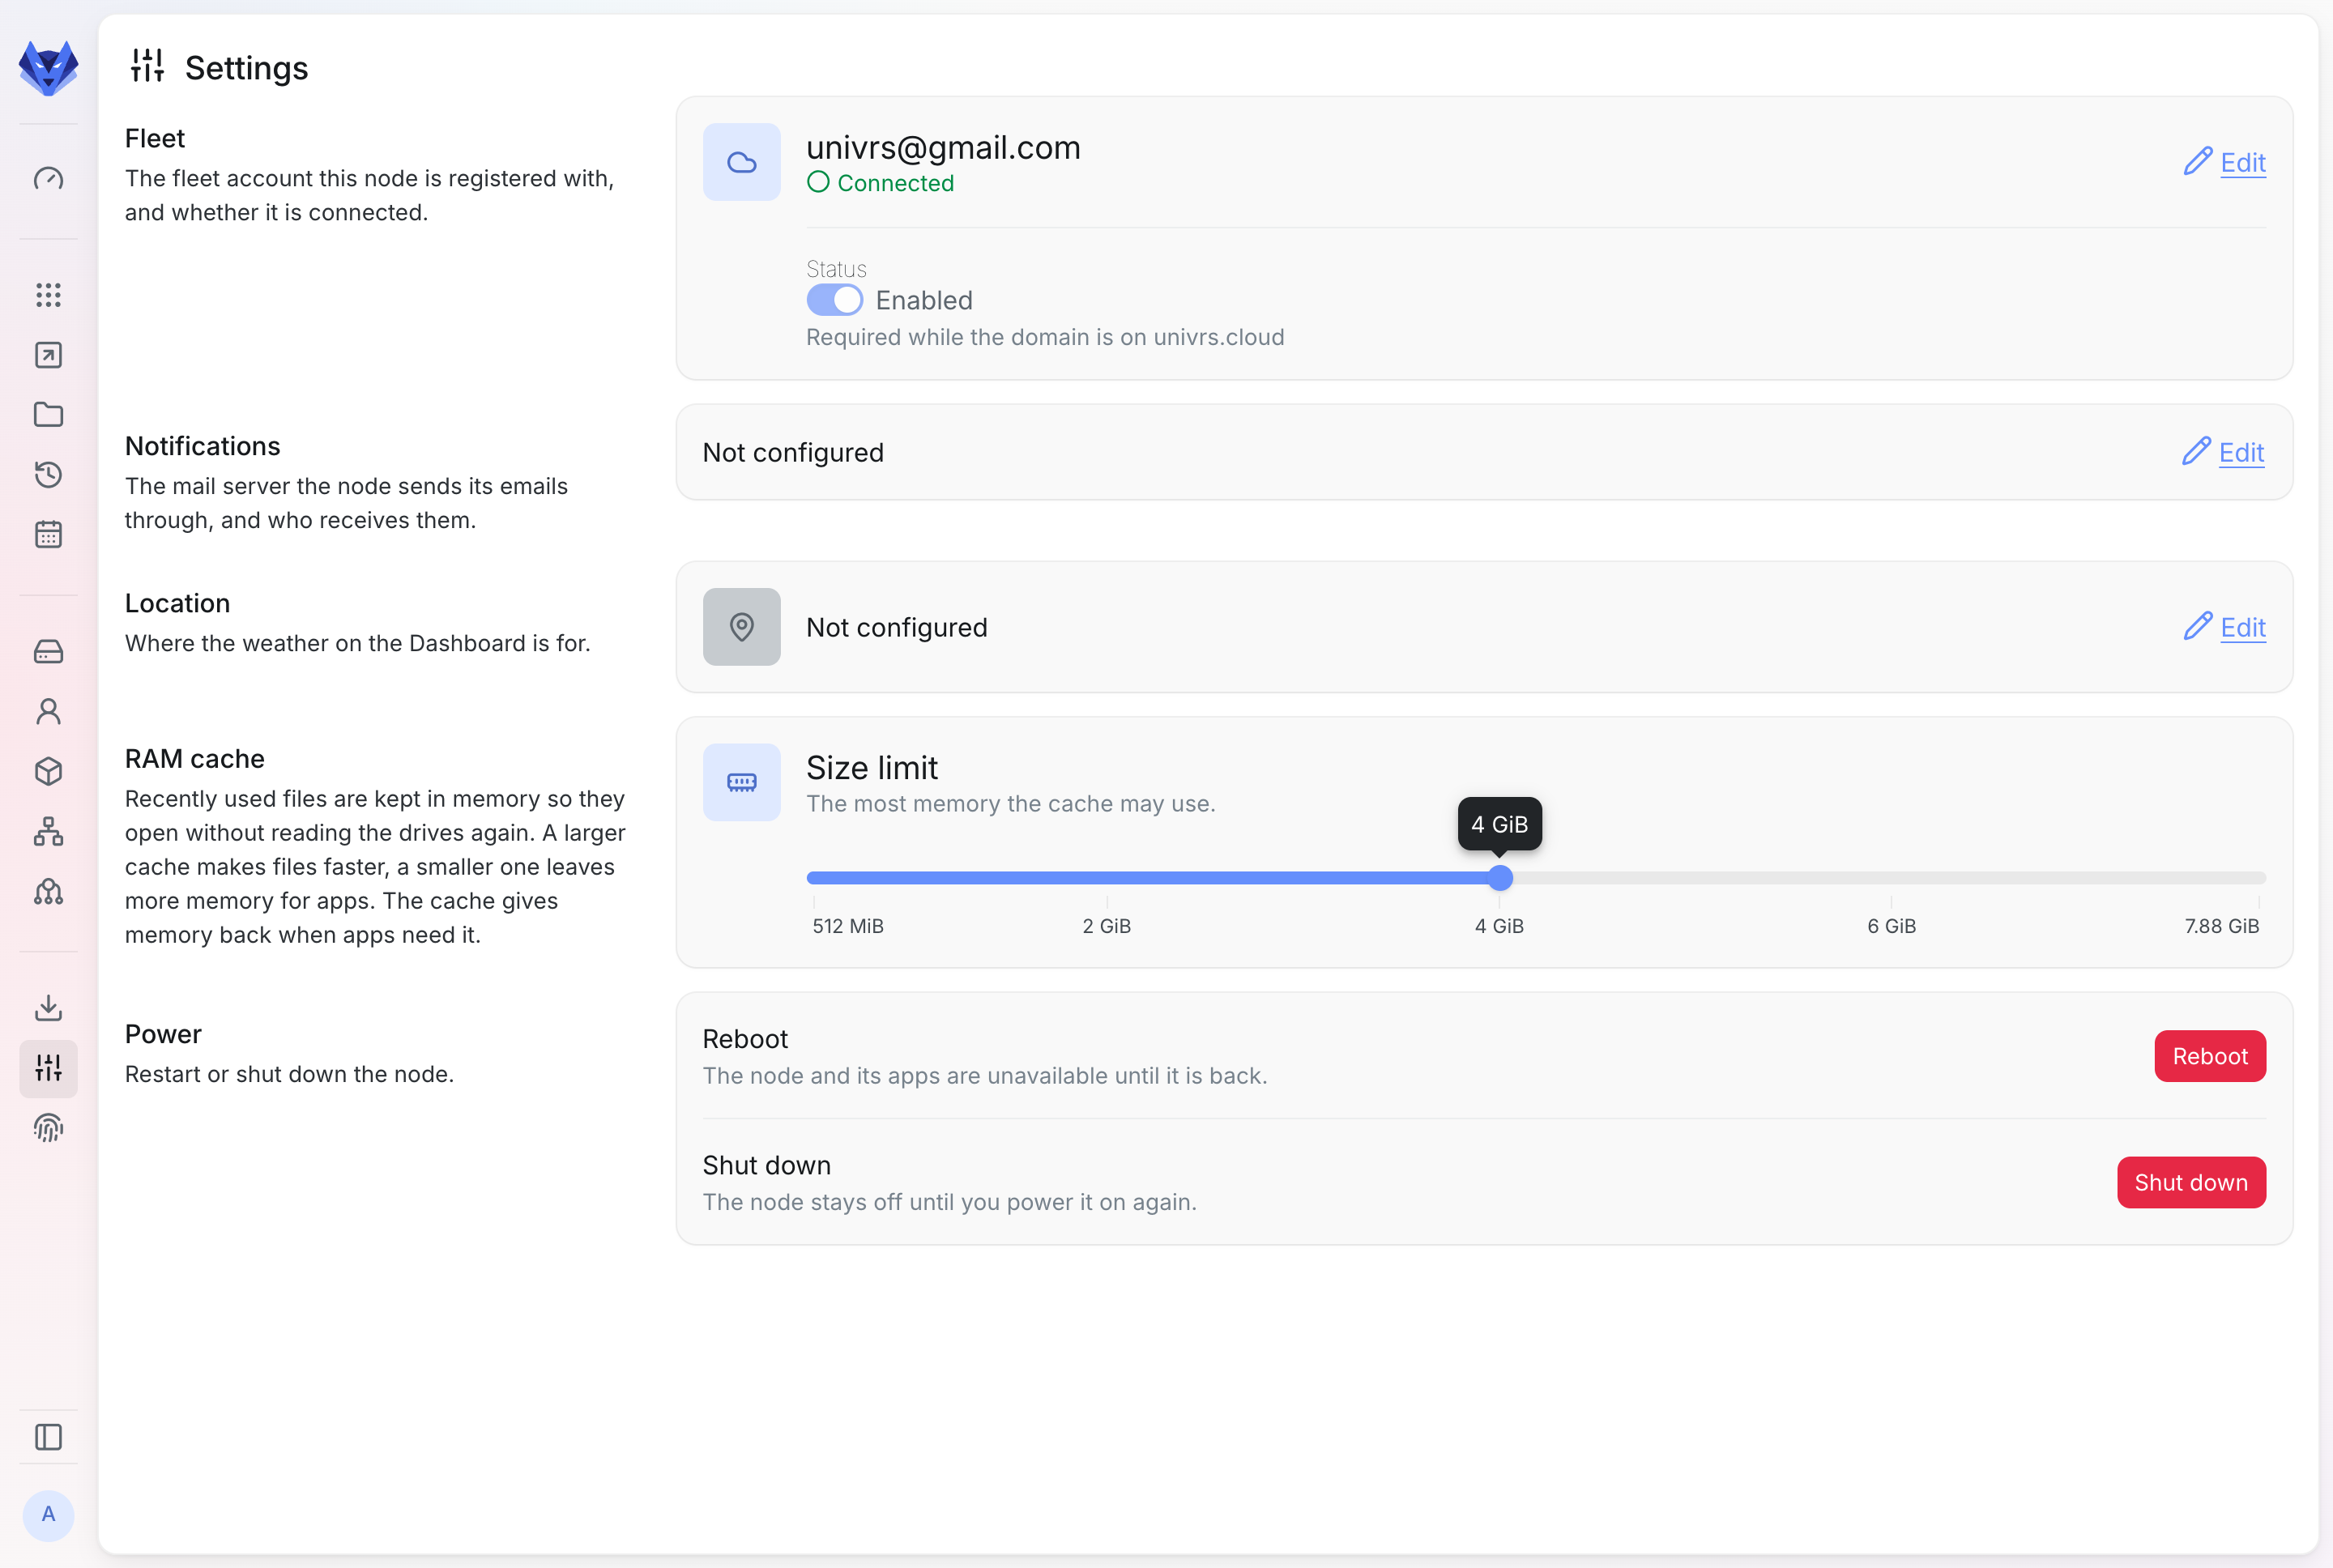 Settings
Fleet
The fleet account this node is registered with,
and whether it is connected.
univrs@gmail.com
Connected
Edit
Status
Enabled
Required while the domain is on univrs.cloud
Notifications
The mail server the node sends its emails
through, and who receives them.
Not configured
Edit
Location
Where the weather on the Dashboard is for.
Not configured
Edit
RAM cache
Recently used files are kept in memory so they
open without reading the drives again. A larger
cache makes files faster, a smaller one leaves
more memory for apps. The cache gives
memory back when apps need it.
Size limit
The most memory the cache may use.
4 GiB
512 MiB 2 GiB 4 GiB 6 GiB 7.88 GiB
Power
Restart or shut down the node.
Reboot
The node and its apps are unavailable until it is back.
Reboot
Shut down
The node stays off until you power it on again.
Shut down
A